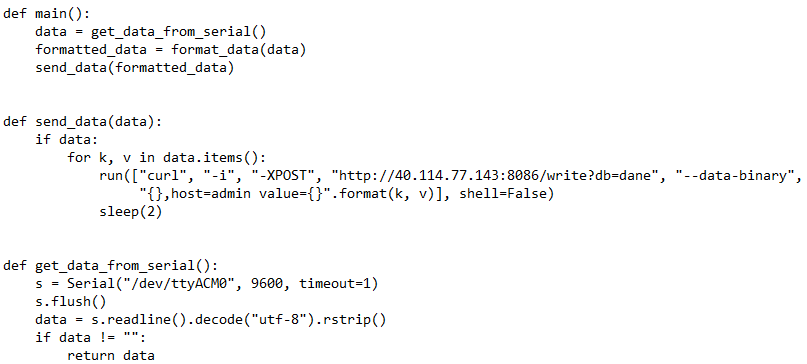 def main():
    data = get_data_from_serial()
    formatted_data = format_data(data)
    send_data(formatted_data)
def send_data(data):
    if data:
        for k, v in data.items():
            run(["curl", "-i", "-XPOST", "http://40.114.77.143:8086/write?db=dane", "--data-binary",
                 "{},host=admin value={}".format(k, v)], shell=False)
            sleep(2)
def get_data_from_serial():
    s = Serial("/dev/ttyACM0", 9600, timeout=1)
    s.flush()
    data = s.readline().decode("utf-8").rstrip()
    if data != "":
        return data